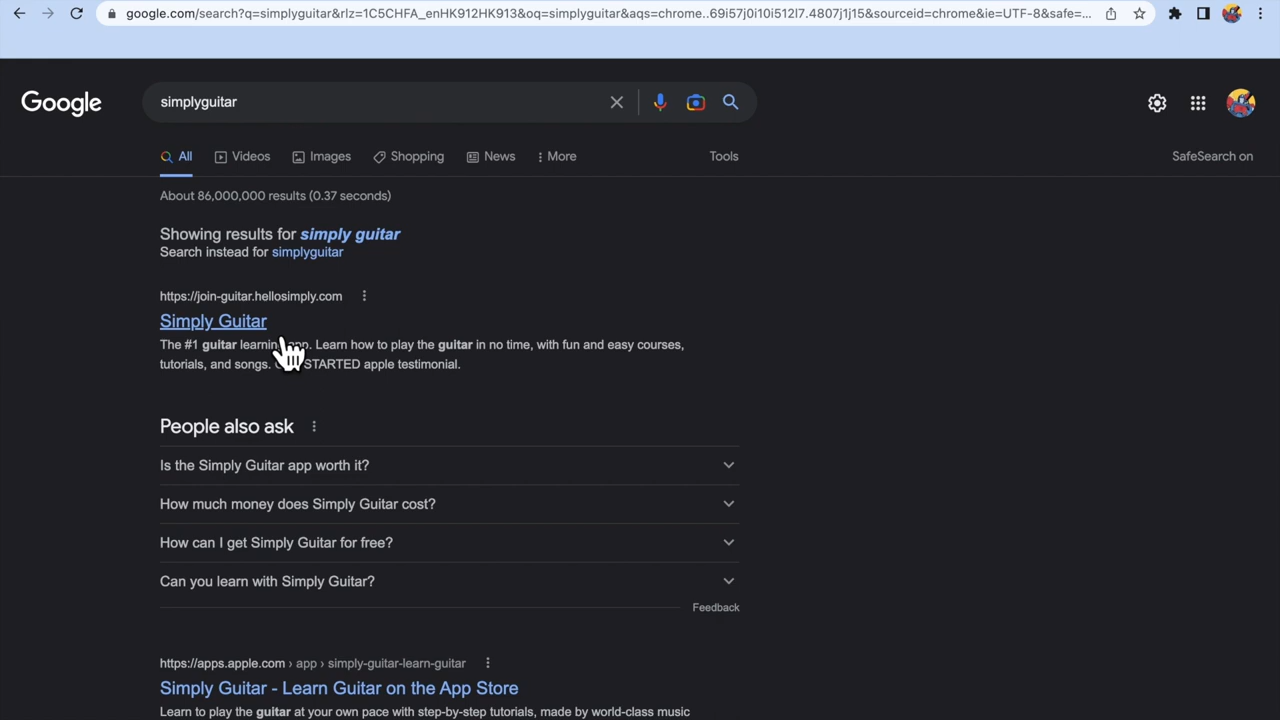 google.com/search?q=simplyguitar&rlz=1C5CHFA_enHK912HK913&oq=simplyguitar&aqs=chrome..69i57j0i10i512l7.4807j1j15&sourceid=chrome&ie=UTF-8&safe=...
Google
simplyguitar
All
Videos
Images
Shopping
News
More
Tools
SafeSearch on
About 86,000,000 results (0.37 seconds)
Showing results for simply guitar
Search instead for simplyguitar
https://join-guitar.hellosimply.com
Simply Guitar
The #1 guitar learning app. Learn how to play the guitar in no time, with fun and easy courses,
tutorials, and songs. STARTED apple testimonial.
People also ask
Is the Simply Guitar app worth it?
How much money does Simply Guitar cost?
How can I get Simply Guitar for free?
Can you learn with Simply Guitar?
Feedback
https://apps.apple.com › app › simply-guitar-learn-guitar
Simply Guitar - Learn Guitar on the App Store
Learn to play the guitar at your own pace with step-by-step tutorials, made by world-class music